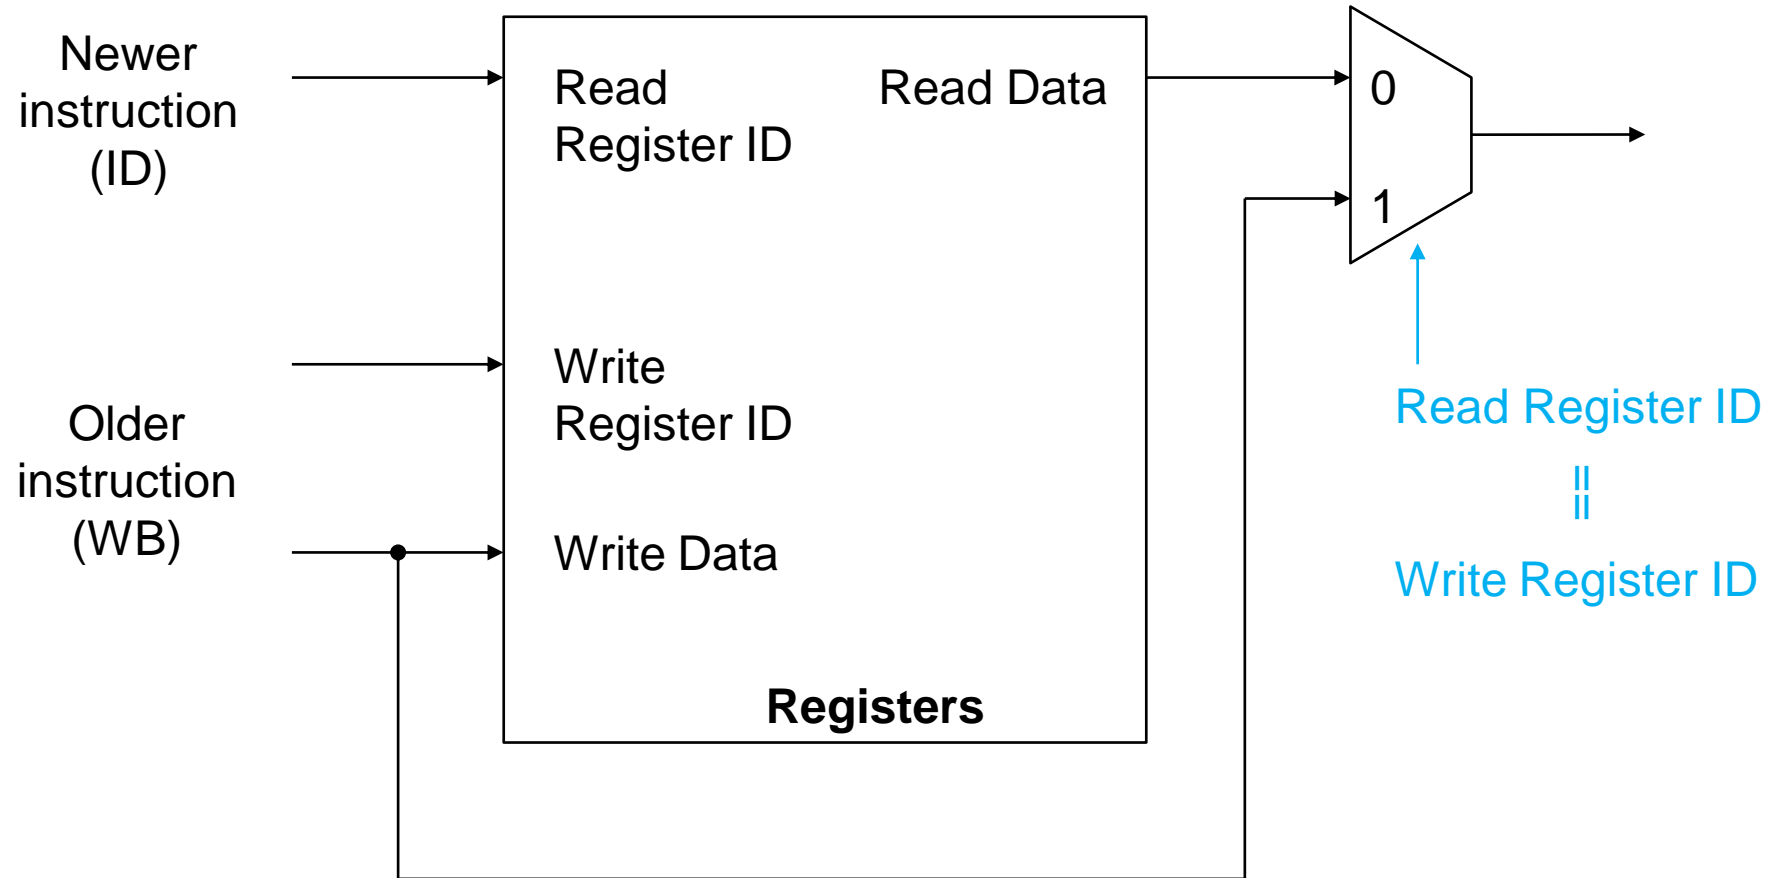 Newer
instruction
(ID)
Read
Register ID
Read Data
0
1
Write
Register ID
Older
instruction
(WB)
Write Data
Registers
Read Register ID
==
Write Register ID